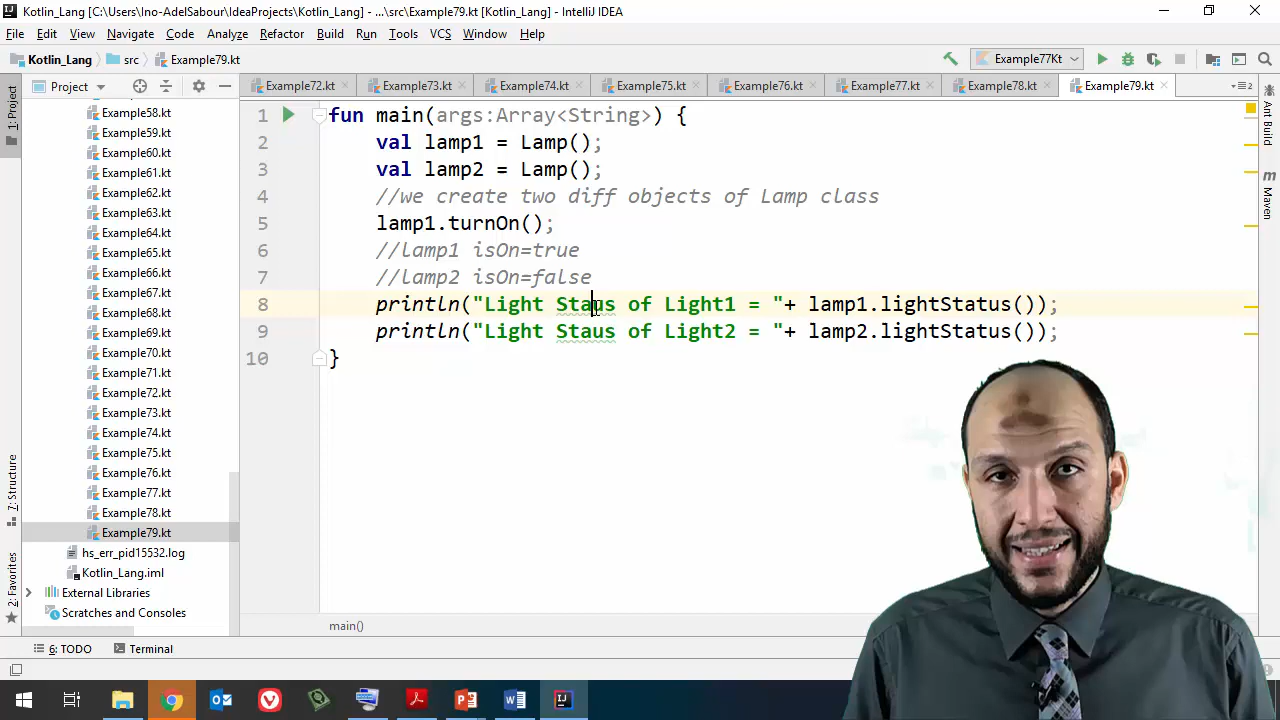 Kotlin_Lang [C:\Users\Ino-AdelSabour\IdeaProjects\Kotlin_Lang] - ...\src\Example79.kt [Kotlin_Lang] - IntelliJ IDEA
File Edit View Navigate Code Analyze Refactor Build Run Tools VCS Window Help
Kotlin_Lang src Example79.kt Example77Kt
Project Example72.kt Example73.kt Example74.kt Example75.kt Example76.kt Example77.kt Example78.kt Example79.kt
1: Project
7: Structure
2: Favorites
Ant Build
Maven
Example58.kt
Example59.kt
Example60.kt
Example61.kt
Example62.kt
Example63.kt
Example64.kt
Example65.kt
Example66.kt
Example67.kt
Example68.kt
Example69.kt
Example70.kt
Example71.kt
Example72.kt
Example73.kt
Example74.kt
Example75.kt
Example76.kt
Example77.kt
Example78.kt
Example79.kt
hs_err_pid15532.log
Kotlin_Lang.iml
External Libraries
Scratches and Consoles
1 fun main(args:Array<String>) {
2 val lamp1 = Lamp();
3 val lamp2 = Lamp();
4 //we create two diff objects of Lamp class
5 lamp1.turnOn();
6 //lamp1 isOn=true
7 //lamp2 isOn=false
8 println("Light Staus of Light1 = "+ lamp1.lightStatus());
9 println("Light Staus of Light2 = "+ lamp2.lightStatus());
10 }
main()
6: TODO Terminal